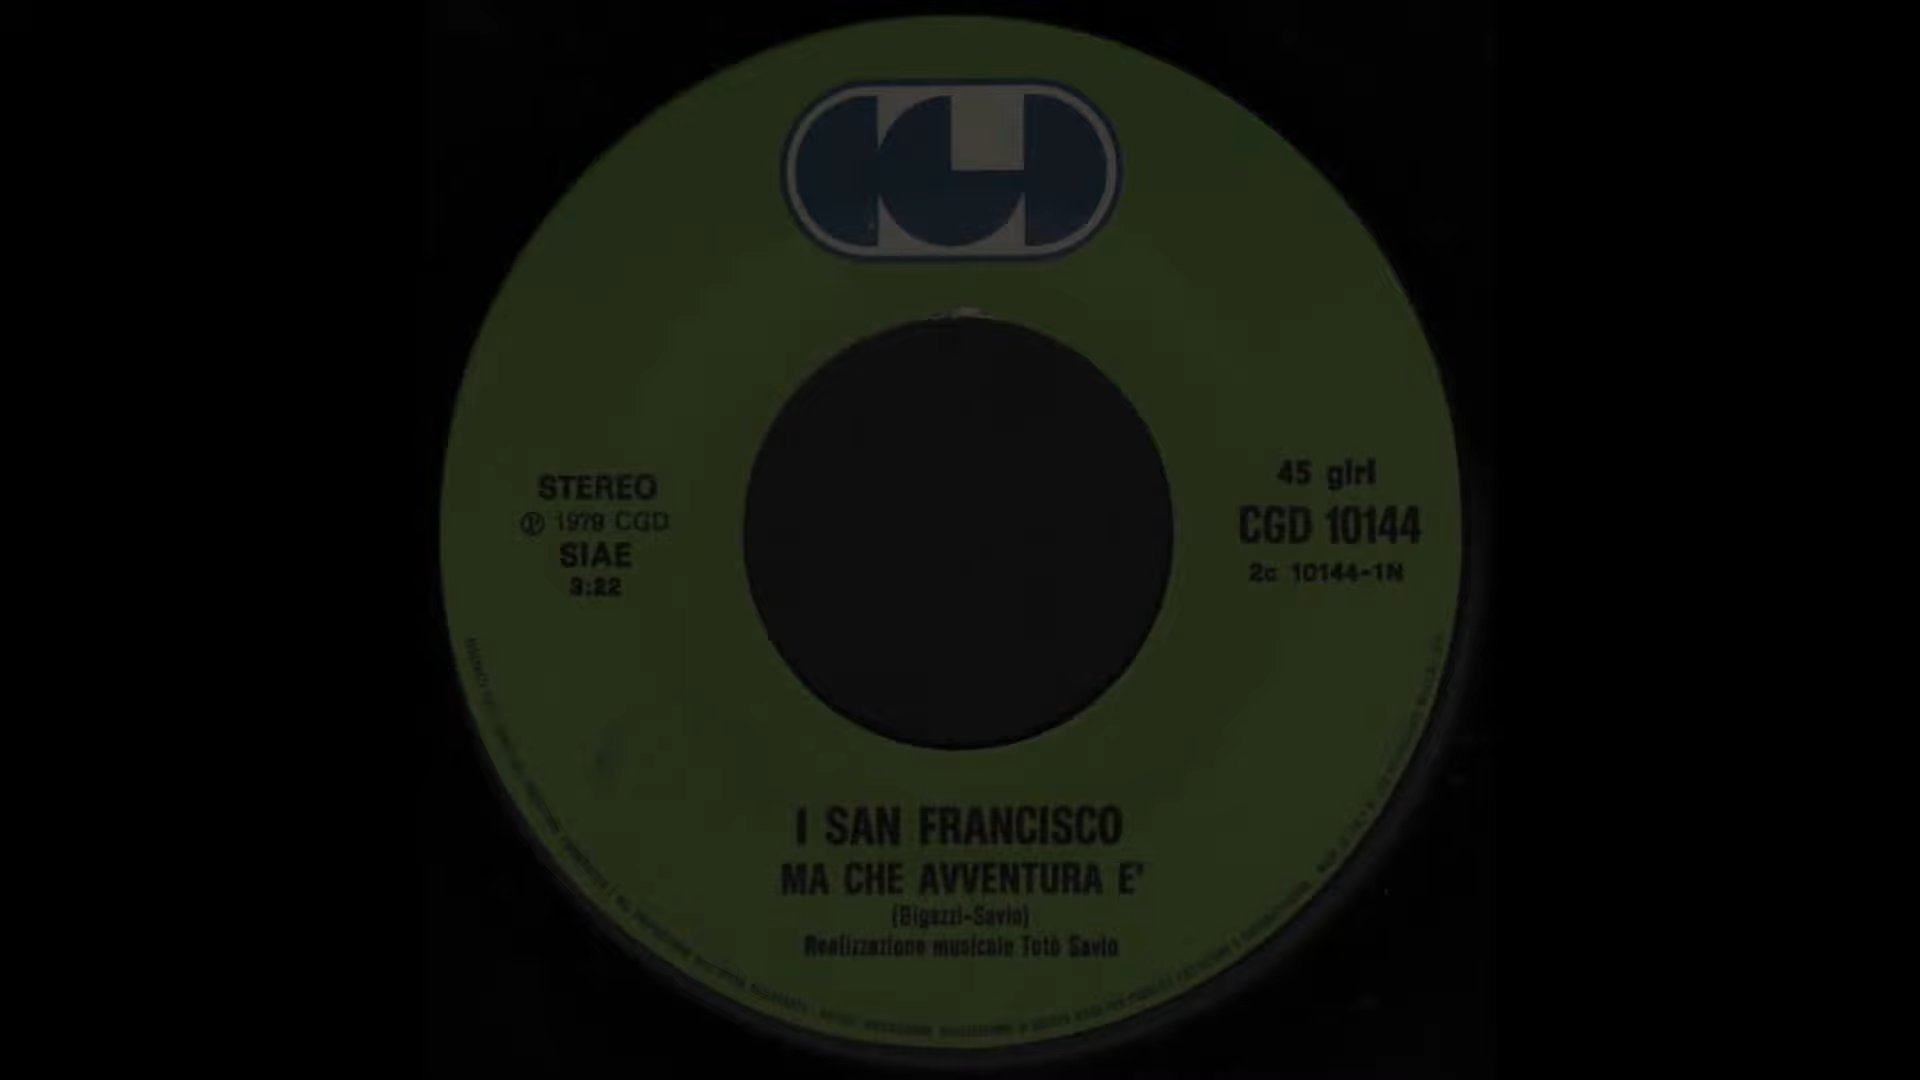 STEREO
Ⓟ 1979 CGD
SIAE
3:22
45 giri
CGD 10144
2c 10144-1N
I SAN FRANCISCO
MA CHE AVVENTURA E'
(Bigazzi-Savio)
Realizzazione musicale Totò Savio